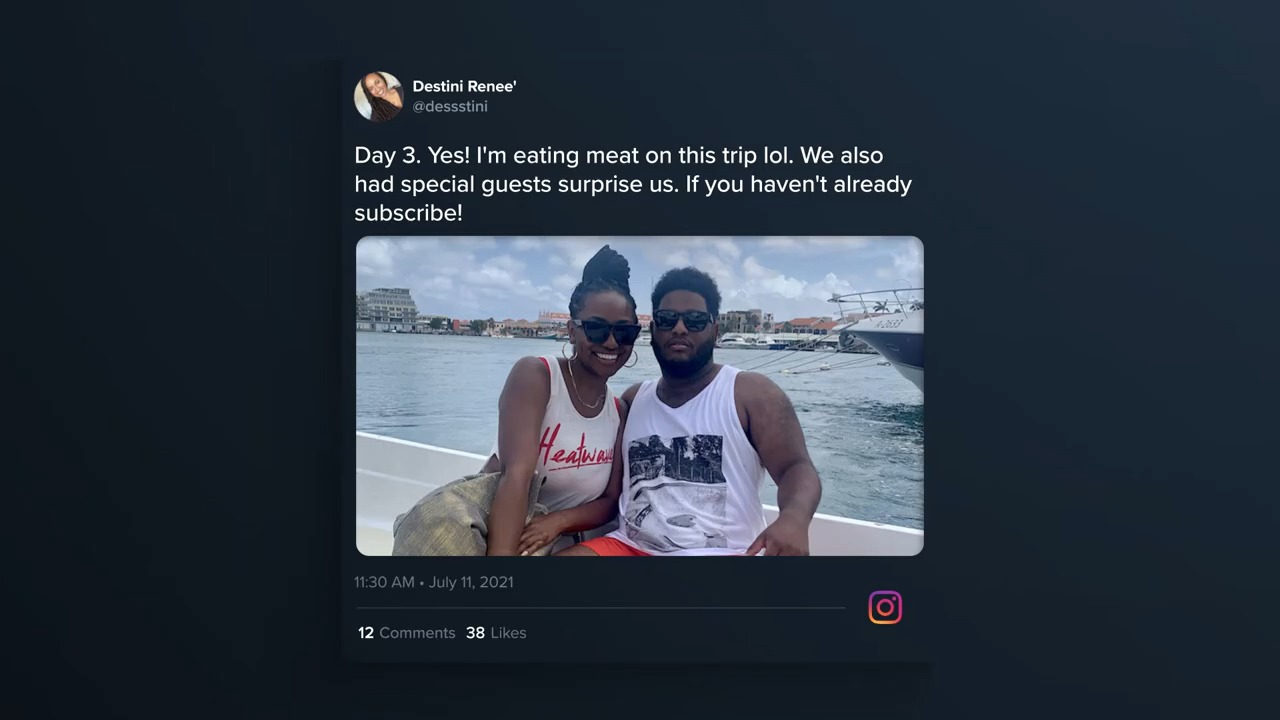 Destini Renee'
@dessstini
Day 3. Yes! I'm eating meat on this trip lol. We also
had special guests surprise us. If you haven't already
subscribe!
Heatwave
11:30 AM • July 11, 2021
12 Comments 38 Likes